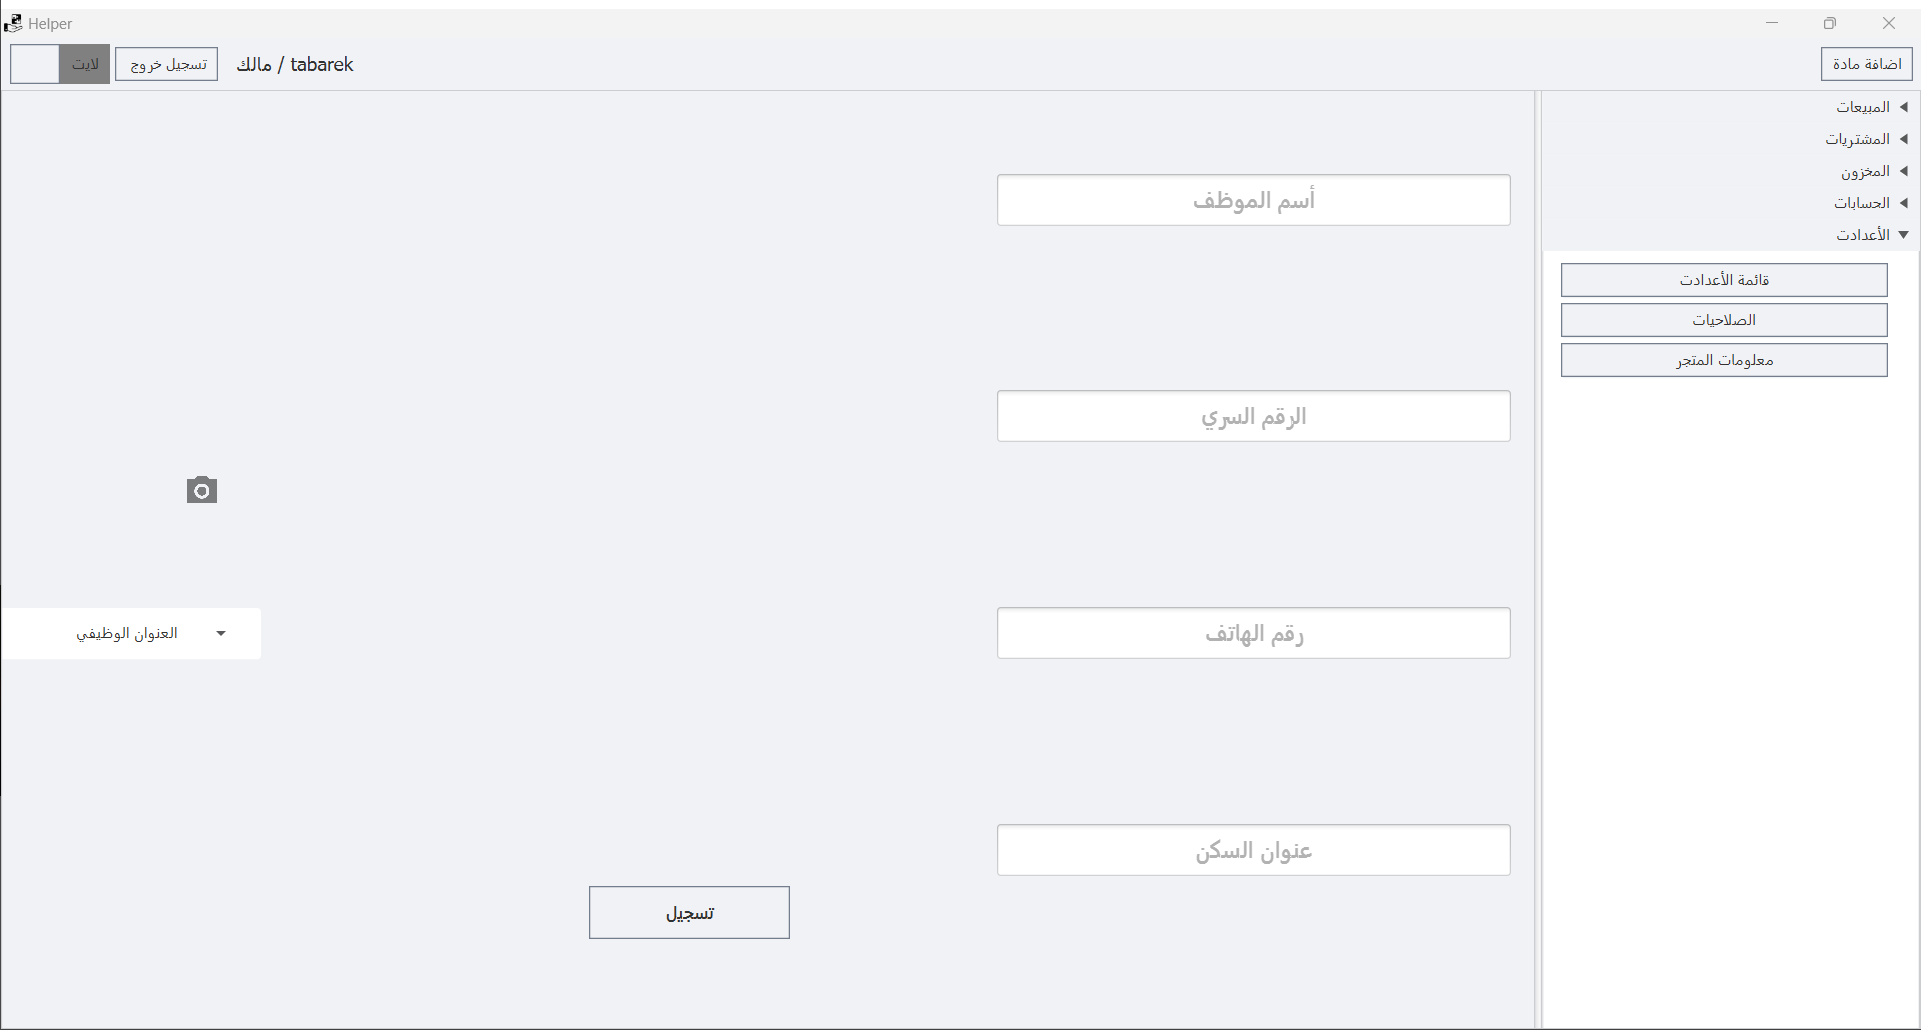 Helper
اضافة مادة
tabarek / مالك
تسجيل خروج
لايت
المبيعات
المشتريات
المخزون
الحسابات
الأعدادت
قائمة الأعدادت
الصلاحيات
معلومات المتجر
أسم الموظف
الرقم السري
رقم الهاتف
العنوان الوظيفي
عنوان السكن
تسجيل